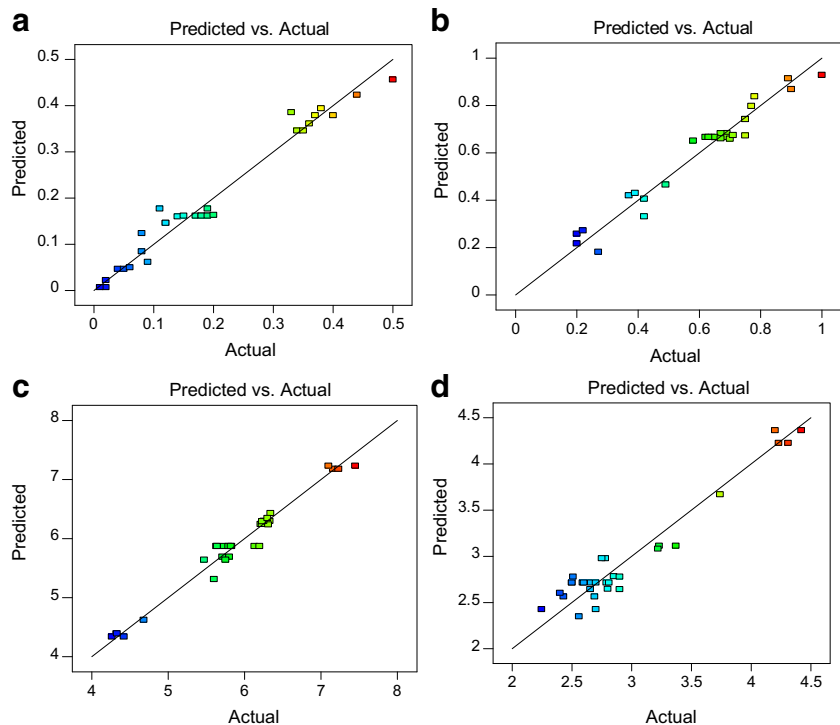 a
Predicted vs. Actual
0.5
0.4
0.3
0.2
0.1
0
Predicted
0 0.1 0.2 0.3 0.4 0.5
Actual
b
Predicted vs. Actual
1
0.8
0.6
0.4
0.2
0
Predicted
0 0.2 0.4 0.6 0.8 1
Actual
c
Predicted vs. Actual
8
7
6
5
4
Predicted
4 5 6 7 8
Actual
d
Predicted vs. Actual
4.5
4
3.5
3
2.5
2
Predicted
2 2.5 3 3.5 4 4.5
Actual